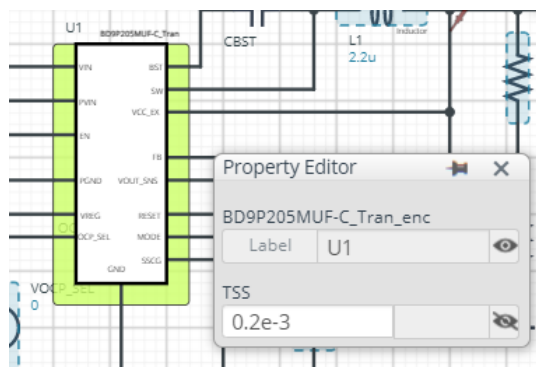 U1
BD9P205MUF-C_Tran
VIN
PVIN
EN
PGND
VREG
OCP_SEL
BST
SW
VCC_EX
FB
VOUT_SNS
RESET
MODE
SSCG
GND
CBST
L1
2.2u
Inductor
0
Property Editor
BD9P205MUF-C_Tran_enc
Label
U1
TSS
0.2e-3